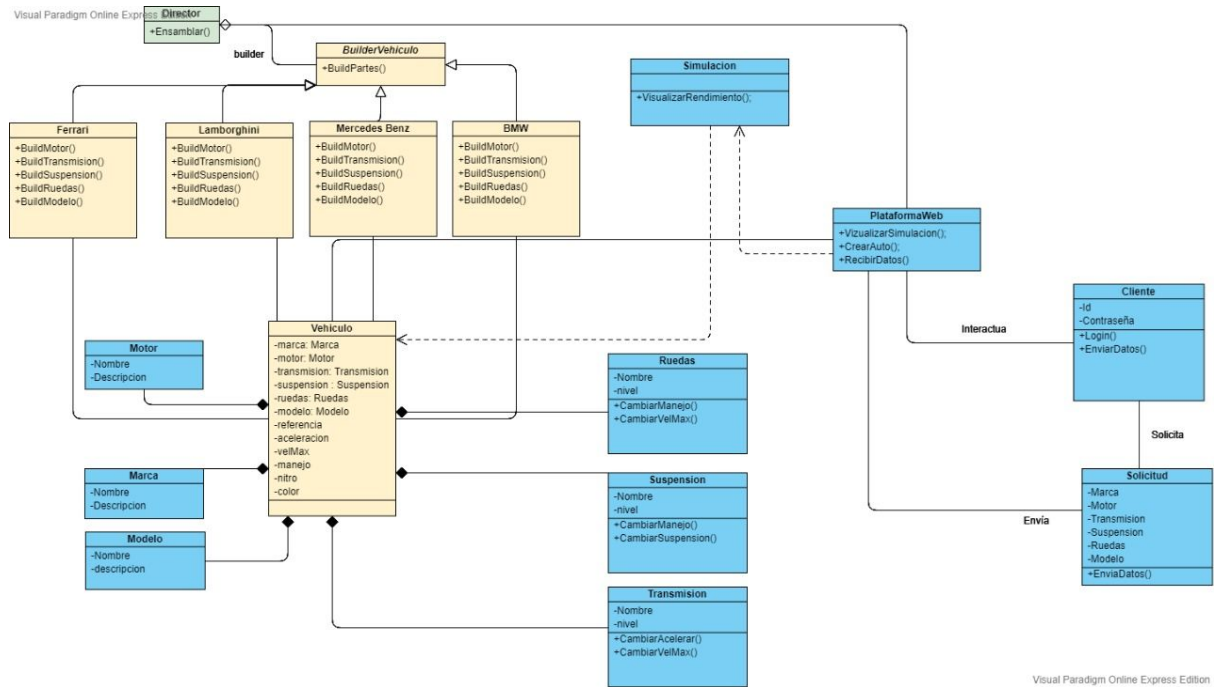 Visual Paradigm Online Express Edition
Director
+Ensamblar()
builder
BuilderVehiculo
+BuildPartes()
Simulacion
+VisualizarRendimiento();
Ferrari
+BuildMotor()
+BuildTransmision()
+BuildSuspension()
+BuildRuedas()
+BuildModelo()
Lamborghini
+BuildMotor()
+BuildTransmision()
+BuildSuspension()
+BuildRuedas()
+BuildModelo()
Mercedes Benz
+BuildMotor()
+BuildTransmision()
+BuildSuspension()
+BuildRuedas()
+BuildModelo()
BMW
+BuildMotor()
+BuildTransmision()
+BuildSuspension()
+BuildRuedas()
+BuildModelo()
PlataformaWeb
+VizualizarSimulacion();
+CrearAuto();
+RecibirDatos()
Cliente
-Id
-Contraseña
+Login()
+EnviarDatos()
Interactua
Vehiculo
-marca: Marca
-motor: Motor
-transmision: Transmision
-suspension : Suspension
-ruedas: Ruedas
-modelo: Modelo
-referencia
-aceleracion
-velMax
-manejo
-nitro
-color
Motor
-Nombre
-Descripcion
Ruedas
-Nombre
-nivel
+CambiarManejo()
+CambiarVelMax()
Solicita
Marca
-Nombre
-Descripcion
Suspension
-Nombre
-nivel
+CambiarManejo()
+CambiarSuspension()
Solicitud
-Marca
-Motor
-Transmision
-Suspension
-Ruedas
-Modelo
+EnviaDatos()
Envía
Modelo
-Nombre
-descripcion
Transmision
-Nombre
-nivel
+CambiarAcelerar()
+CambiarVelMax()
Visual Paradigm Online Express Edition